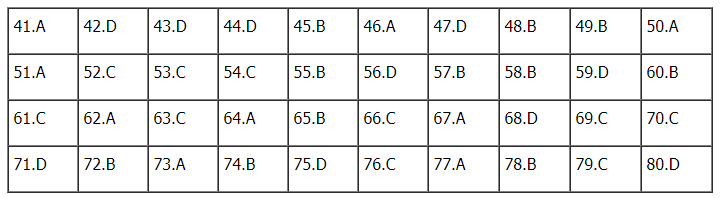 41.A 42.D 43.D 44.D 45.B 46.A 47.D 48.B 49.B 50.A
51.A 52.C 53.C 54.C 55.B 56.D 57.B 58.B 59.D 60.B
61.C 62.A 63.C 64.A 65.B 66.C 67.A 68.D 69.C 70.C
71.D 72.B 73.A 74.B 75.D 76.C 77.A 78.B 79.C 80.D